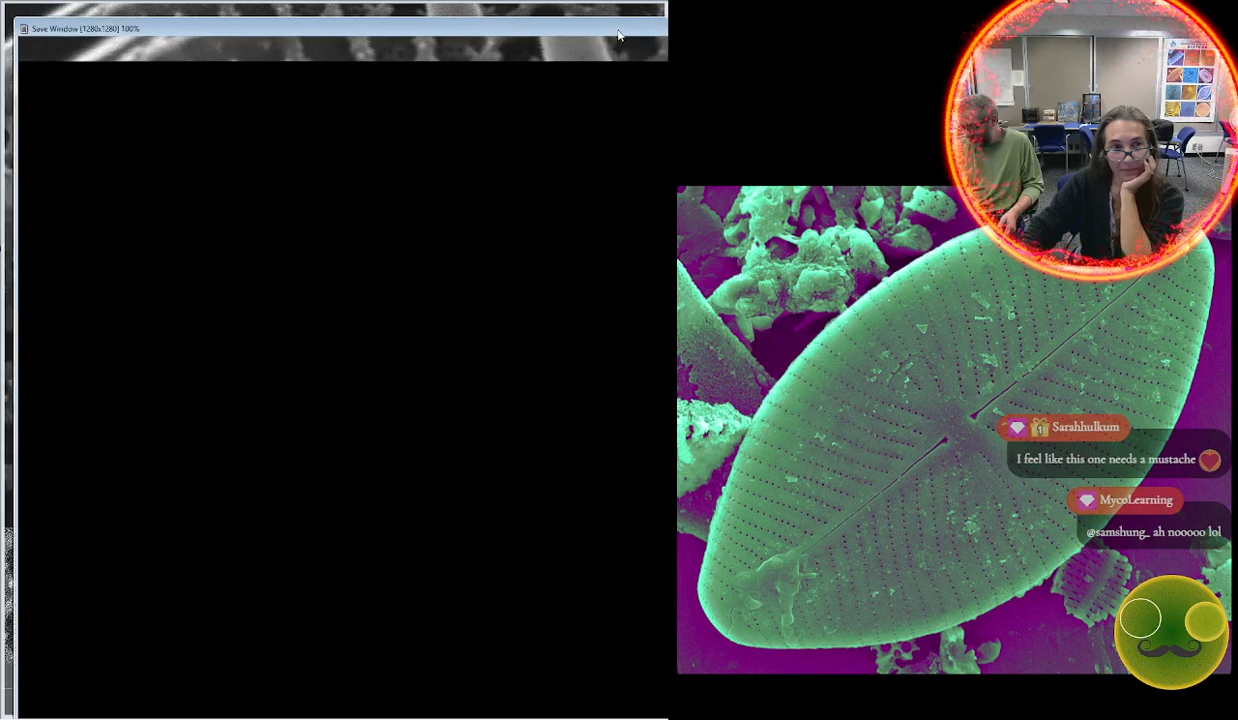 Save Window [1280x1280] 100%
Sarahhulkum
I feel like this one needs a mustache
MycoLearning
@samshung_ ah nooooo lol